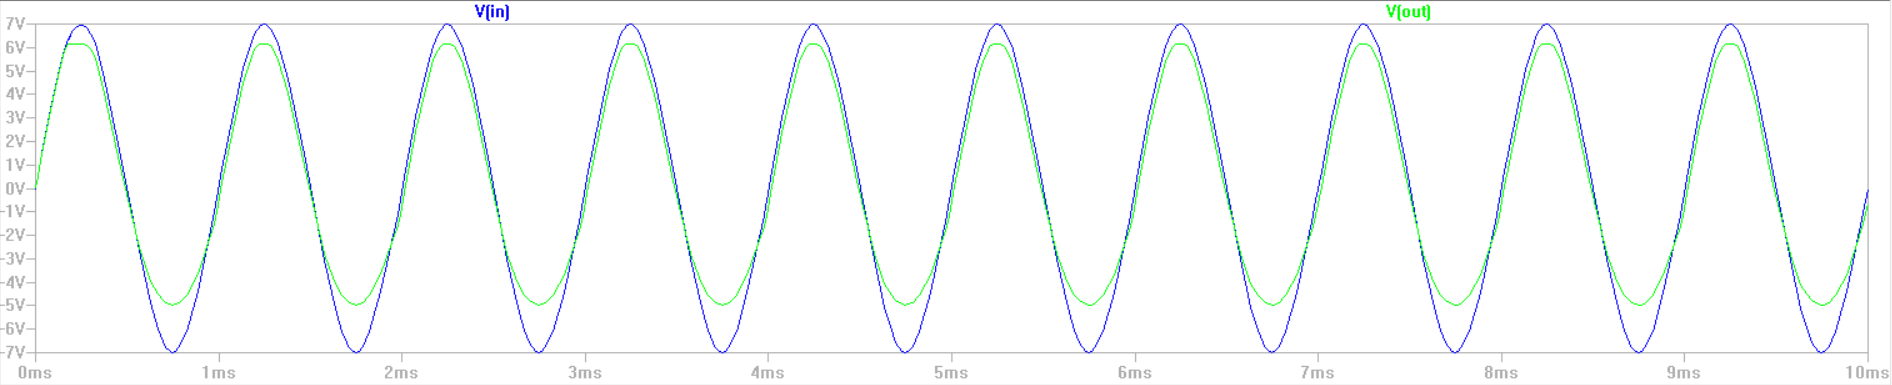 V(in) V(out)
7V
6V
5V
4V
3V
2V
1V
0V
-1V
-2V
-3V
-4V
-5V
-6V
-7V
0ms 1ms 2ms 3ms 4ms 5ms 6ms 7ms 8ms 9ms 10ms